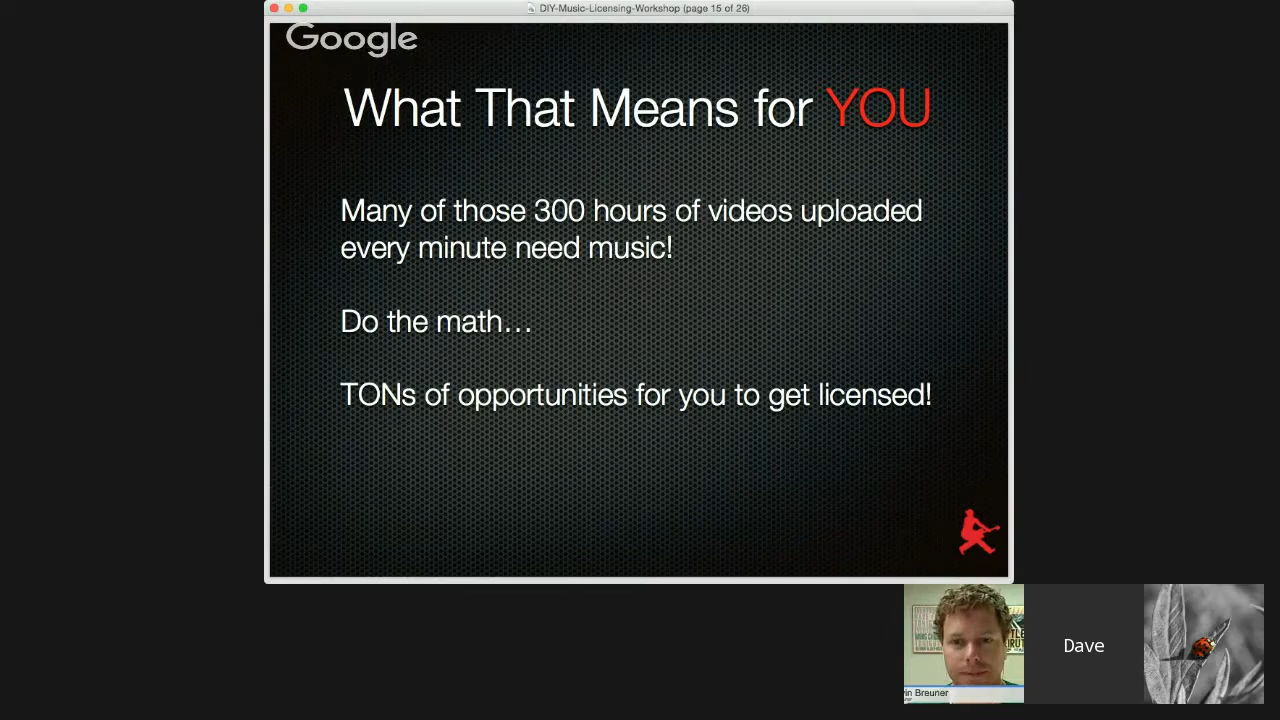 DIY-Music-Licensing-Workshop (page 15 of 26)
Google
What That Means for YOU
Many of those 300 hours of videos uploaded
every minute need music!
Do the math…
TONs of opportunities for you to get licensed!
Dave
vin Breuner